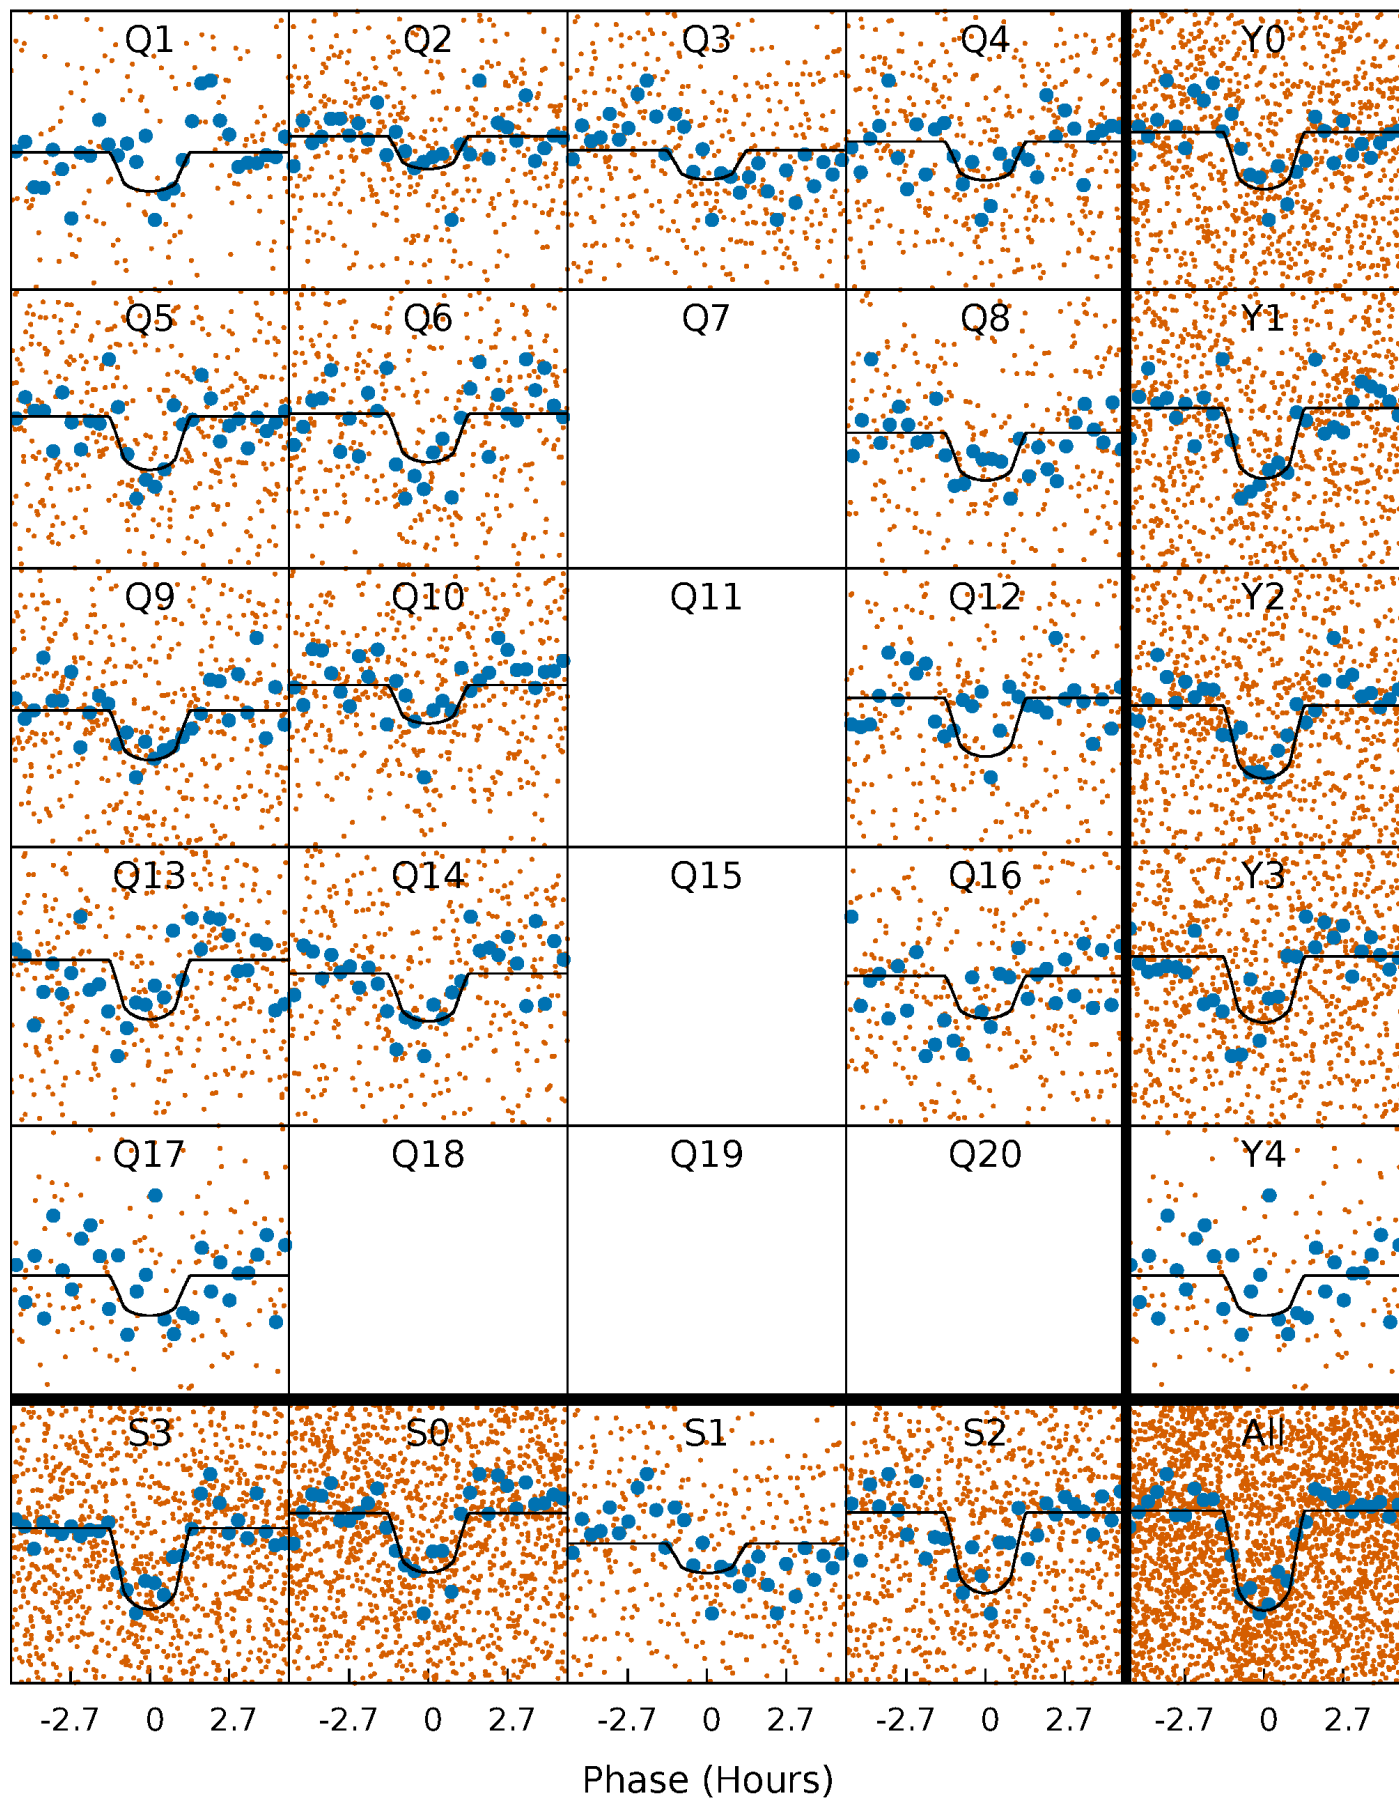 Q1 Q2 Q3 Q4 Y0
Q5 Q6 Q7 Q8 Y1
Q9 Q10 Q11 Q12 Y2
Q13 Q14 Q15 Q16 Y3
Q17 Q18 Q19 Q20 Y4
S3 S0 S1 S2 All
-2.7 0 2.7 -2.7 0 2.7 -2.7 0 2.7 -2.7 0 2.7 -2.7 0 2.7
Phase (Hours)